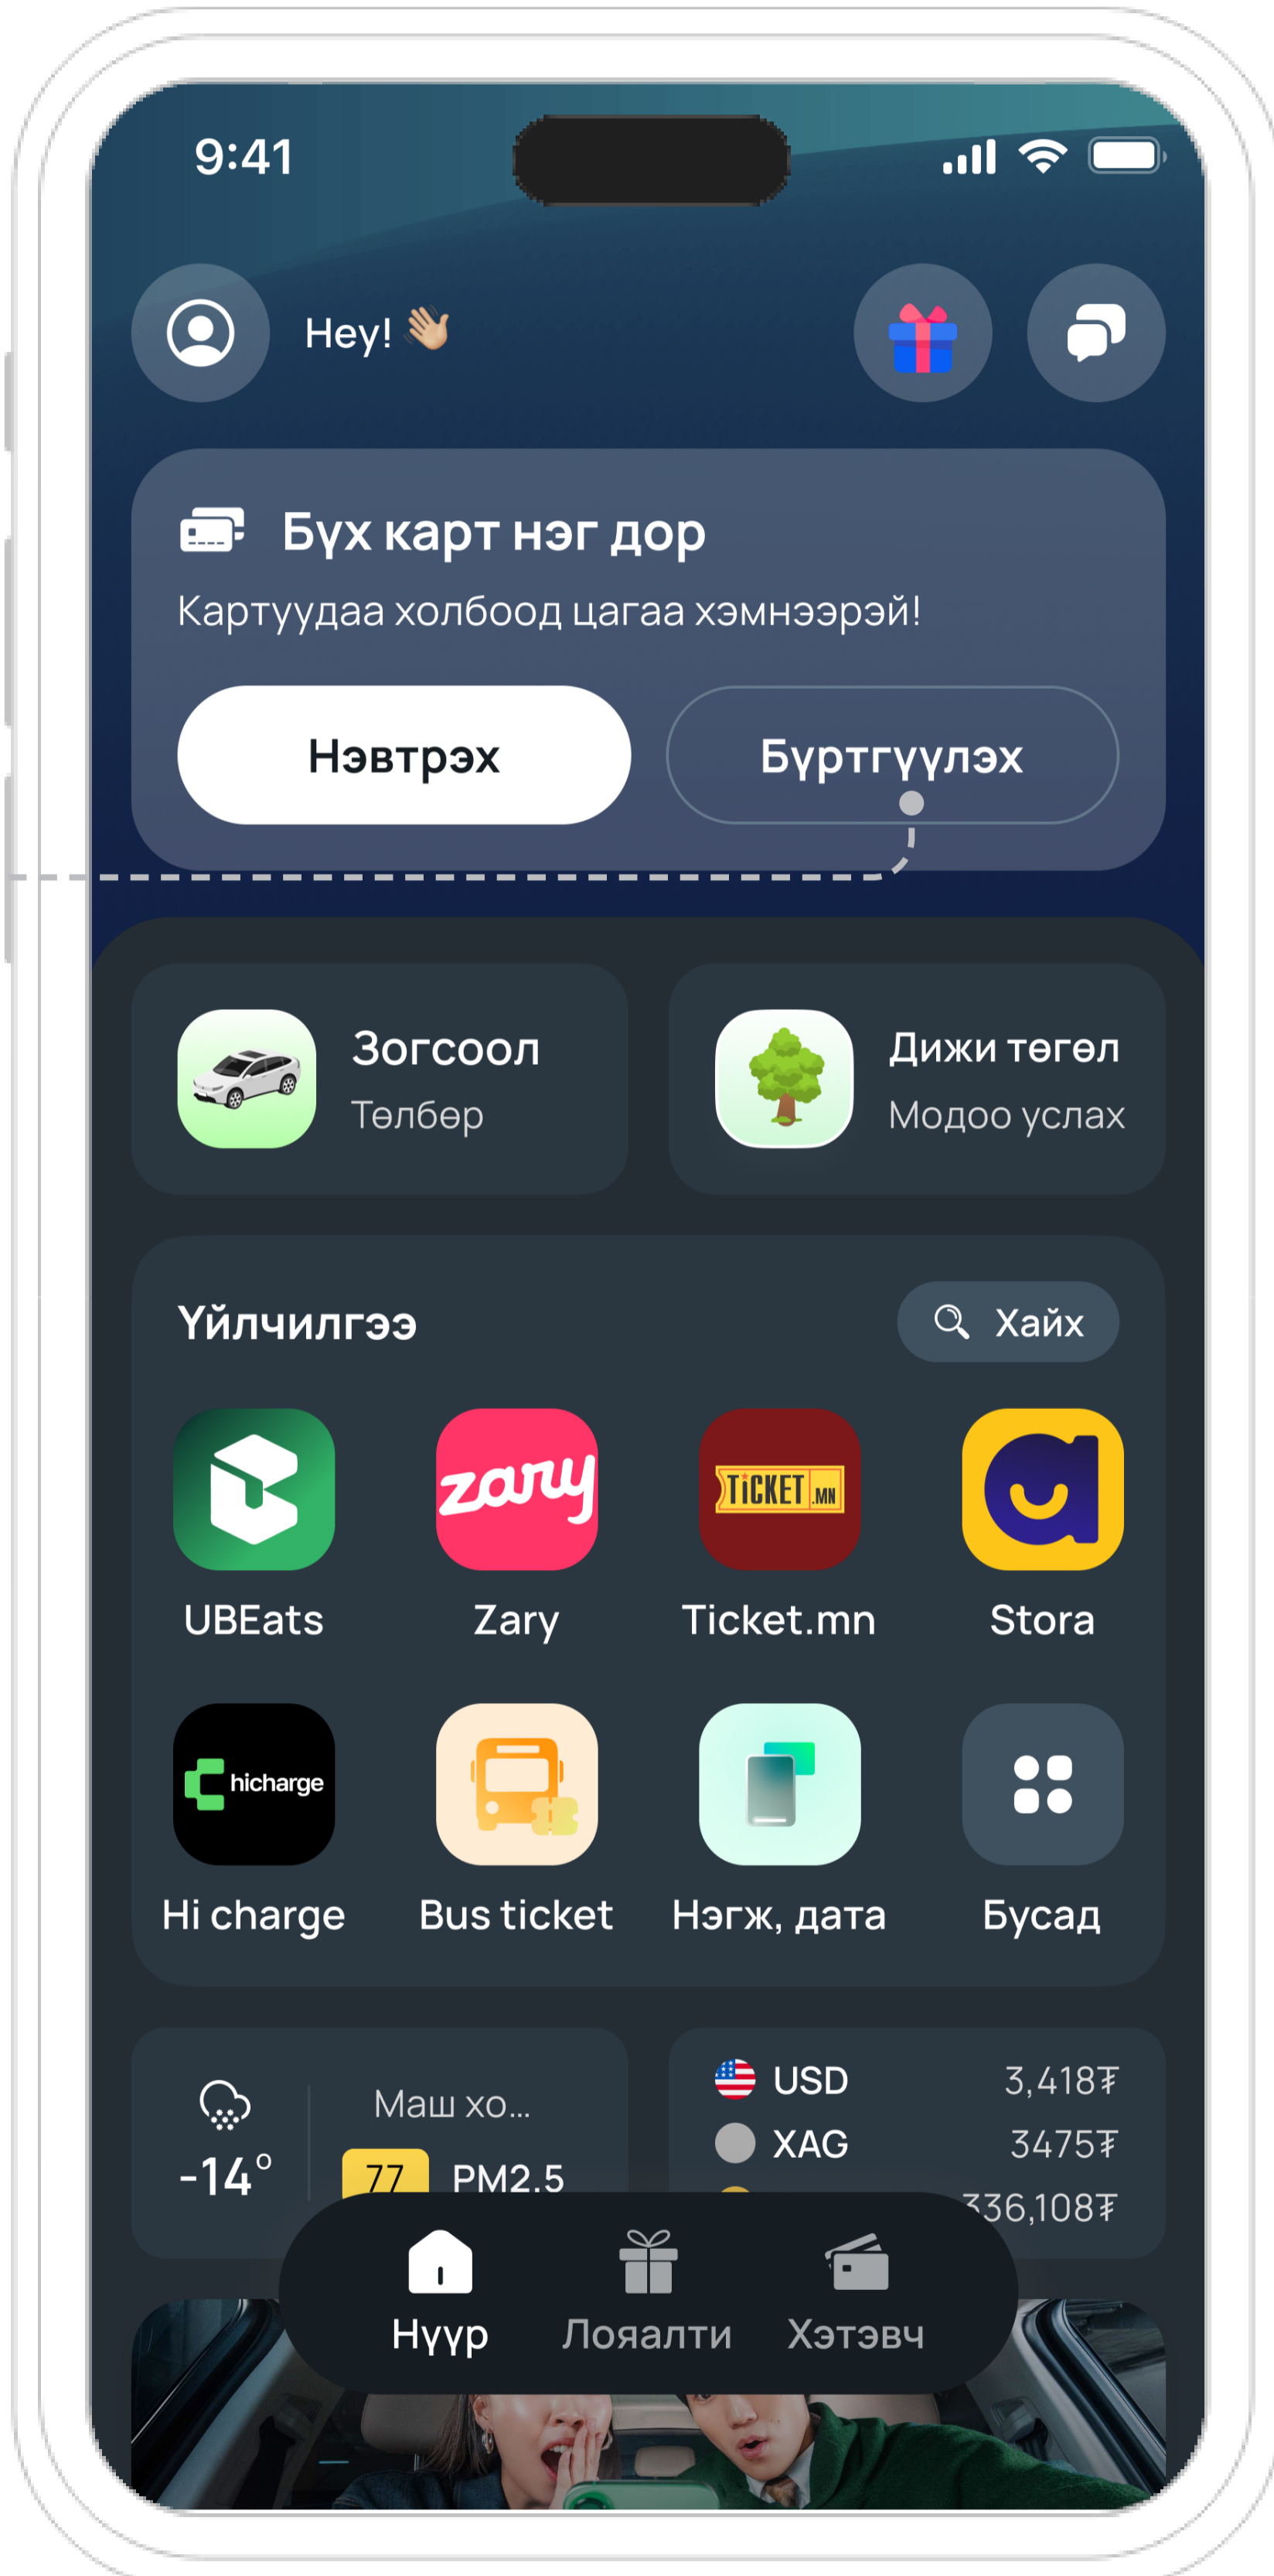 9:41
Hey! 👋🏼
Бүх карт нэг дор
Картуудаа холбоод цагаа хэмнээрэй!
Нэвтрэх
Бүртгүүлэх
Зогсоол
Төлбөр
Дижи төгөл
Модоо услах
Үйлчилгээ
Хайх
zary
TiCKET .MN
UBEats
Zary
Ticket.mn
Stora
hicharge
Hi charge
Bus ticket
Нэгж, дата
Бусад
-14°
Маш хо...
77 PM2.5
USD 3,418₮
XAG 3475₮
336,108₮
Нүүр
Лояалти
Хэтэвч